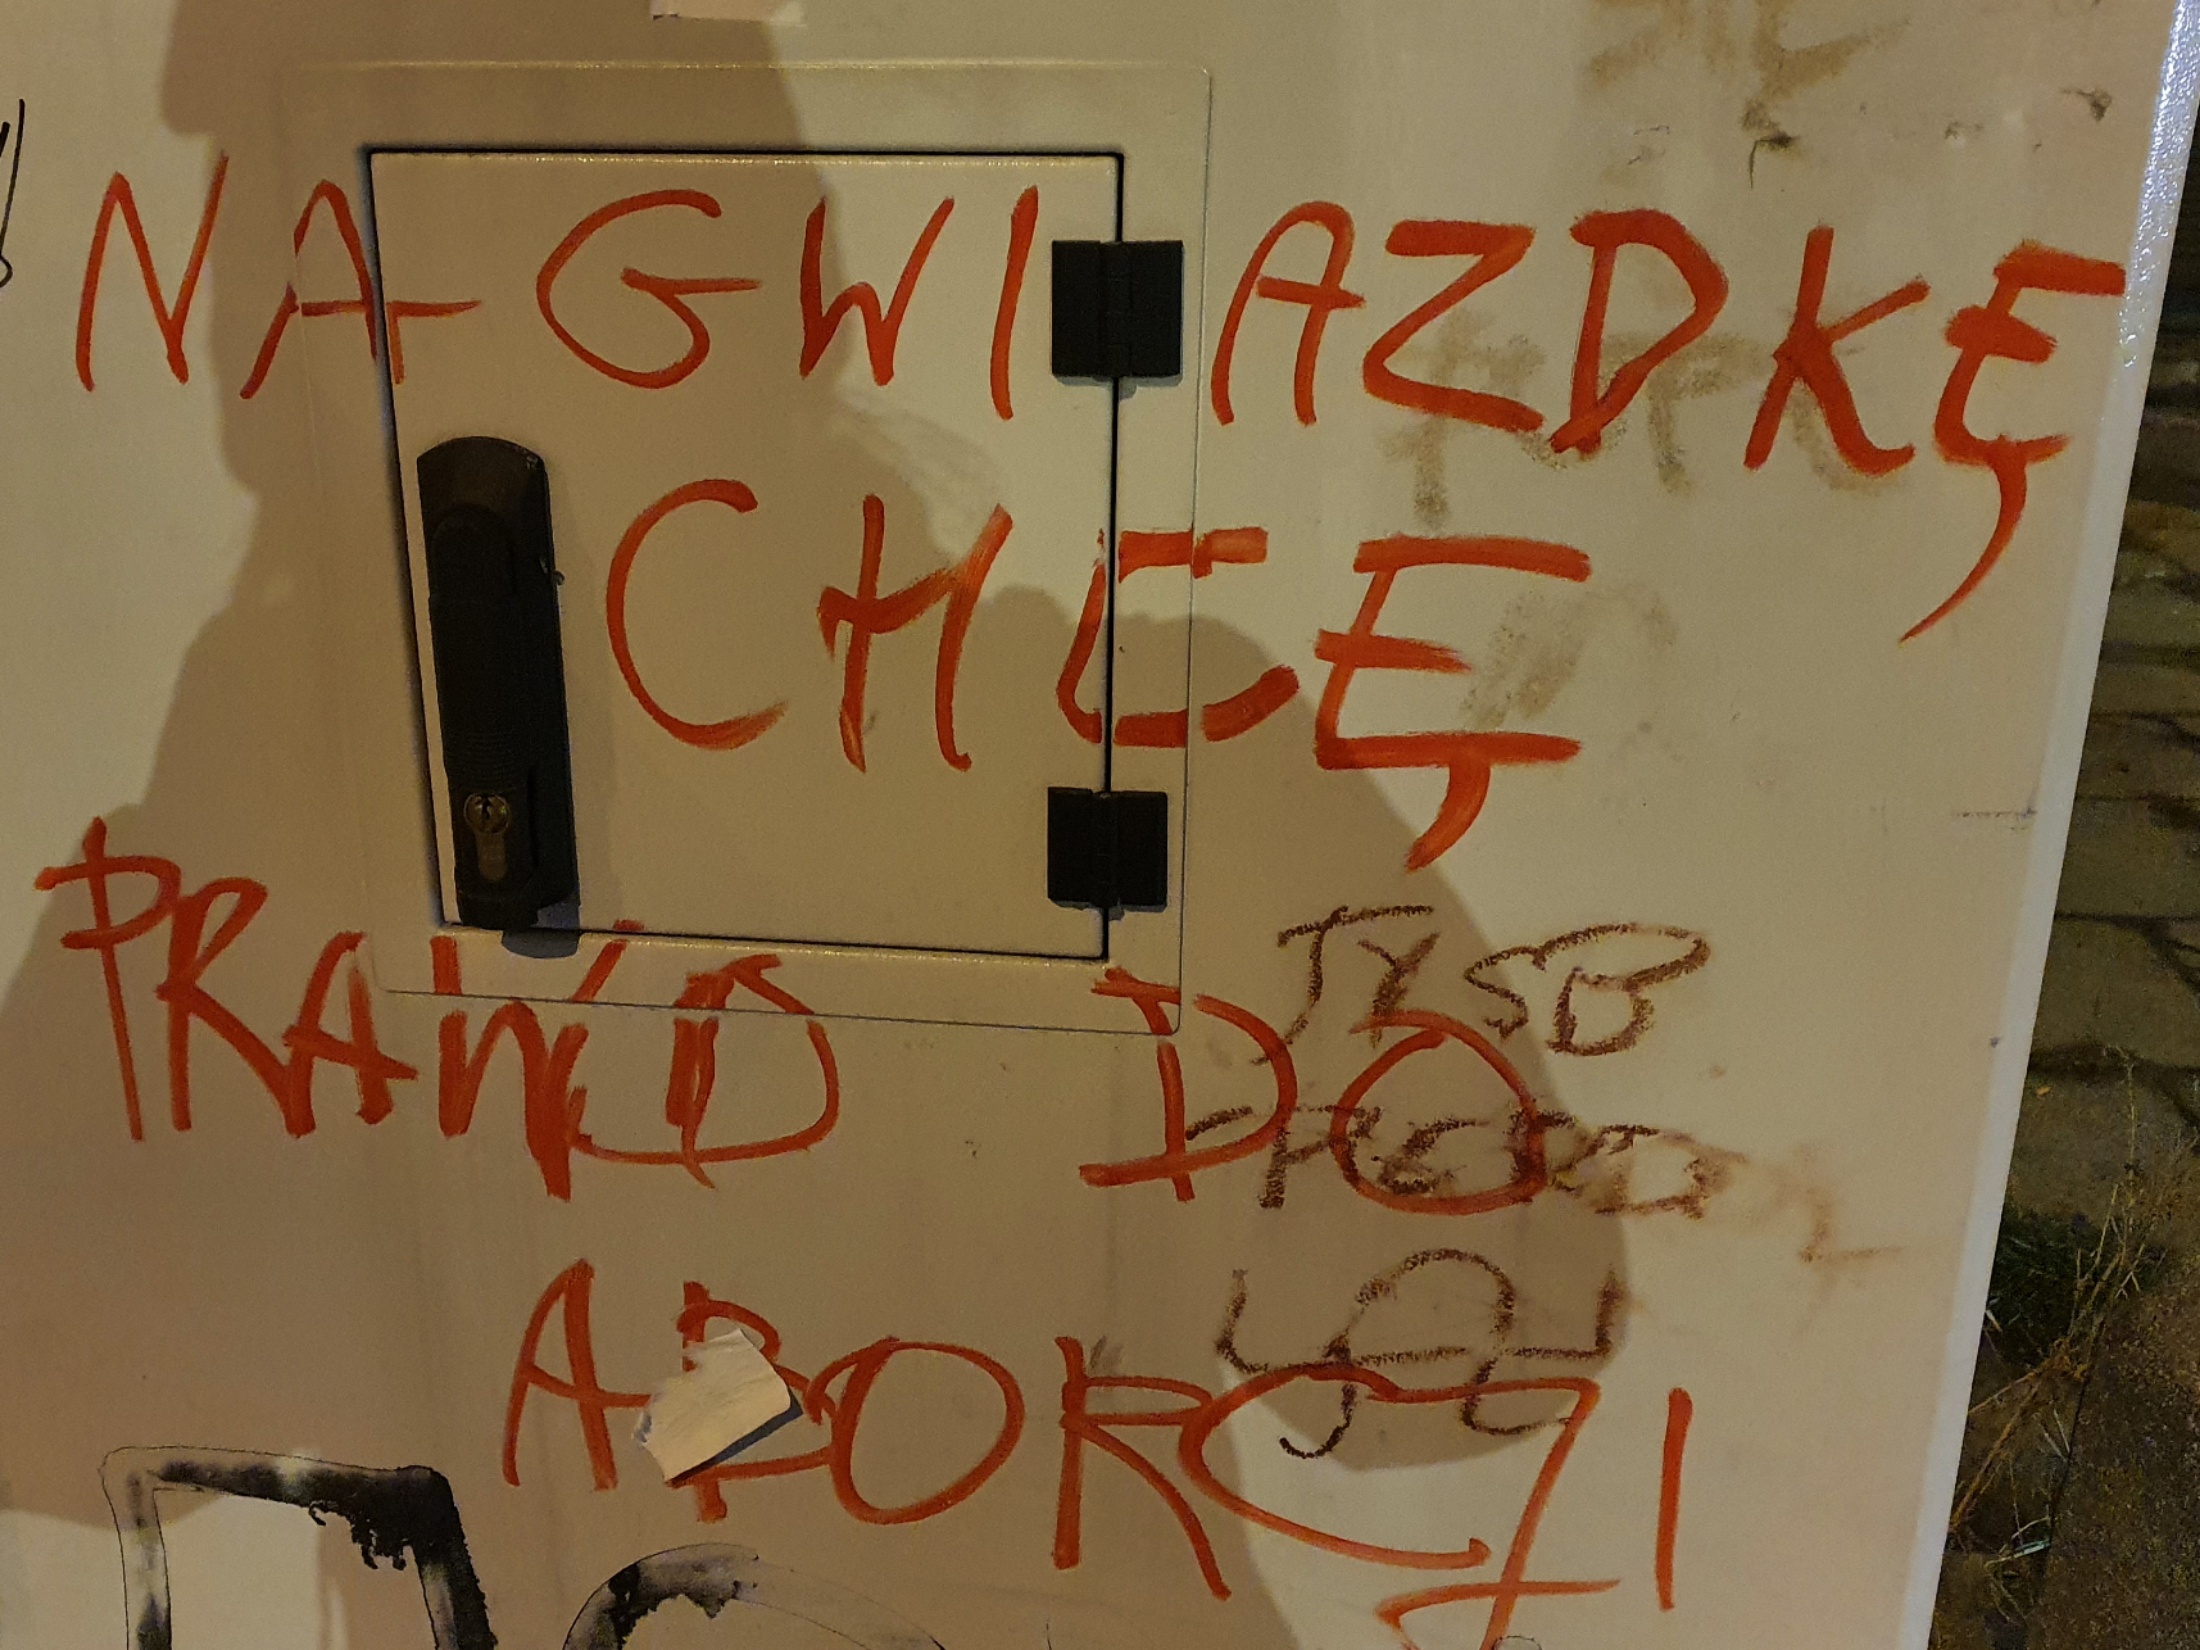 NA GWIAZDKĘ
CHCĘ
PRAWO DO
ABORCJI